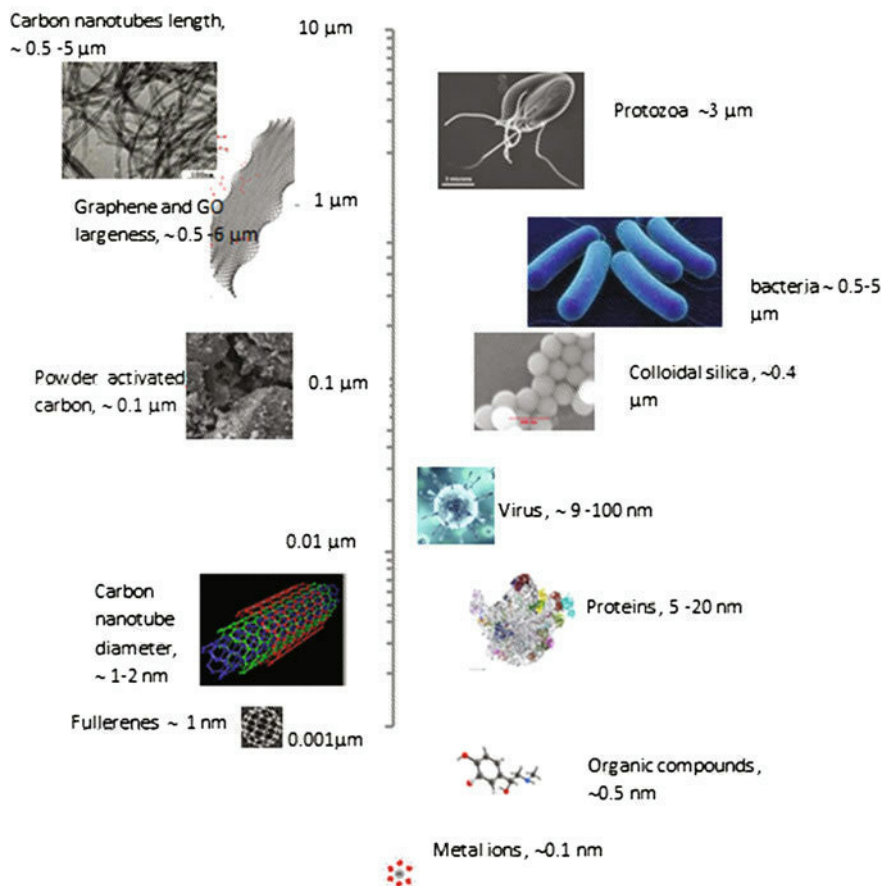 Carbon nanotubes length,
~ 0.5 -5 µm
10 µm
Protozoa ~3 µm
Graphene and GO
largeness, ~ 0.5 -6 µm
1 µm
bacteria ~ 0.5-5
µm
Powder activated
carbon, ~ 0.1 µm
0.1 µm
Colloidal silica, ~0.4
µm
Virus, ~ 9 -100 nm
0.01 µm
Carbon
nanotube
diameter,
~ 1-2 nm
Proteins, 5 -20 nm
Fullerenes ~ 1 nm
0.001µm
Organic compounds,
~0.5 nm
Metal ions, ~0.1 nm